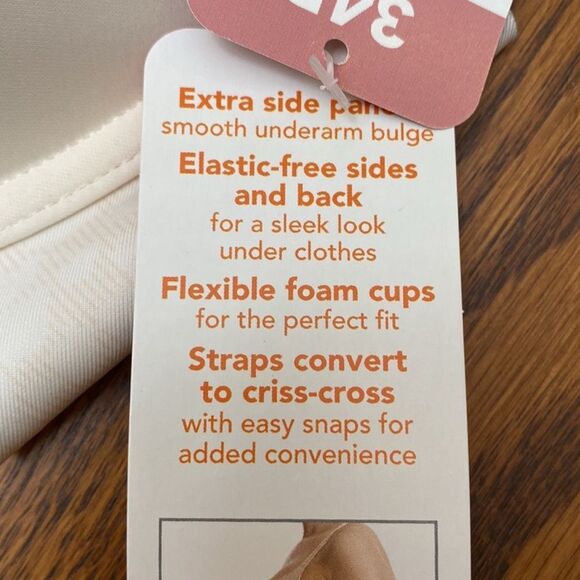 34
Extra side
smooth underarm bulge
Elastic-free sides
and back
for a sleek look
under clothes
Flexible foam cups
for the perfect fit
Straps convert
to criss-cross
with easy snaps for
added convenience